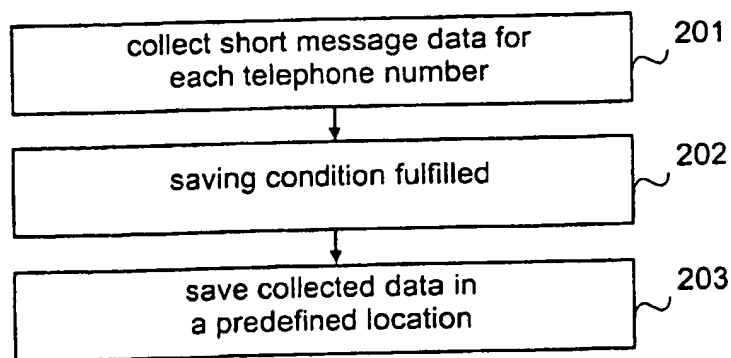 collect short message data for
each telephone number
201
saving condition fulfilled
202
save collected data in
a predefined location
203